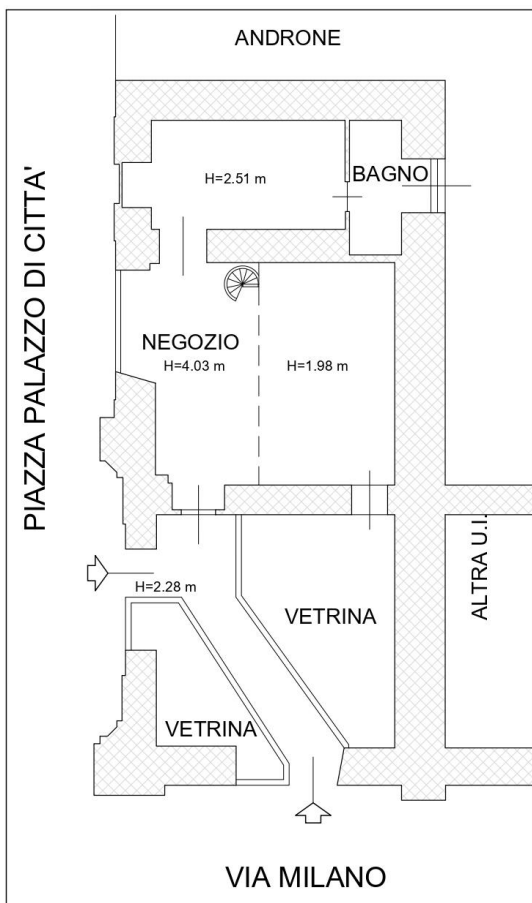 ANDRONE
PIAZZA PALAZZO DI CITTA'
H=2.51 m
BAGNO
NEGOZIO
H=4.03 m
H=1.98 m
H=2.28 m
VETRINA
ALTRA U.I.
VETRINA
VIA MILANO